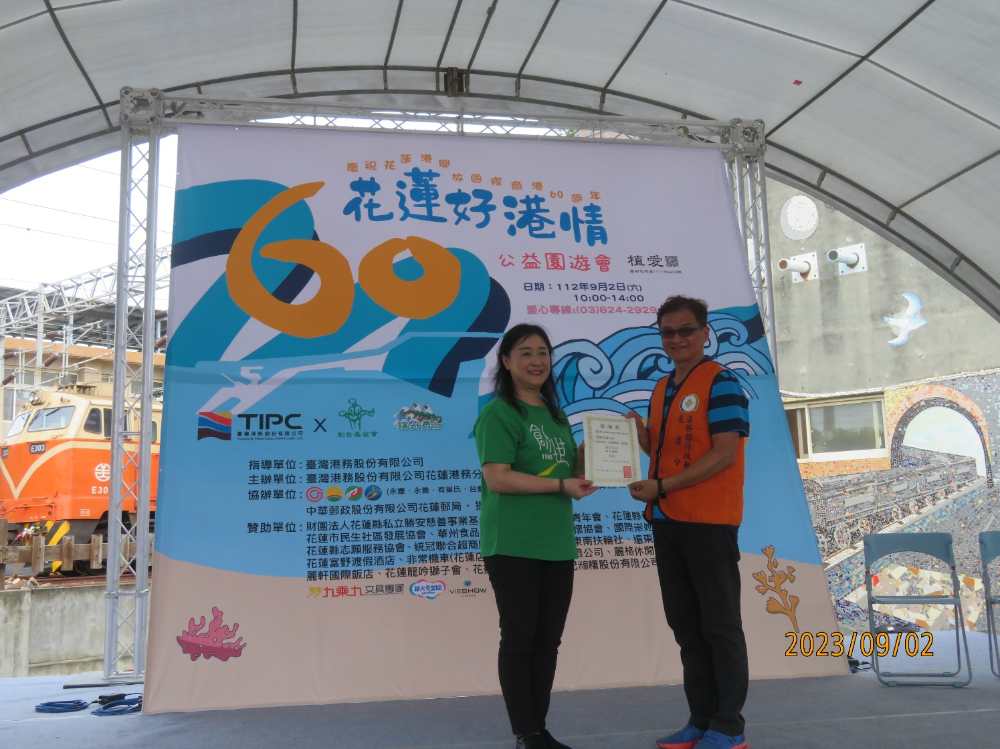 慶祝花蓮港開放國際商港60週年
花蓮好港情
60
公益園遊會 植愛
日期：112年9月2日(六)
10:00~14:00
愛心專線:(03)824-2929
TIPC X
臺灣港務股份有限公司
TAIWAN INTERNATIONAL PORTS CORP., LTD
創世基金會
操舟勇士
指導單位：臺灣港務股份有限公司
主辦單位：臺灣港務股份有限公司花蓮港務分
協辦單位：(永慶、永義、有巢氏、台慶
中華郵政股份有限公司花蓮郵局、
贊助單位：財團法人花蓮縣私立勝安慈善事業基 青年會、花蓮縣
花蓮市民生社區發展協會、華州食品 懷協會、國際崇她
花蓮縣志願服務協會、統冠聯合超商 東南扶輪社、遠東
花蓮富野渡假酒店、非常機車(花蓮店 限公司、麗格休閒
麗軒國際飯店、花蓮龍吟獅子會、花 麻糬股份有限公司
九乘九文具專家
新天堂樂園
paradiso
VIESHOW
創世
1986
感謝狀
法務部行政執
花蓮分
E303
E30
2023/09/02